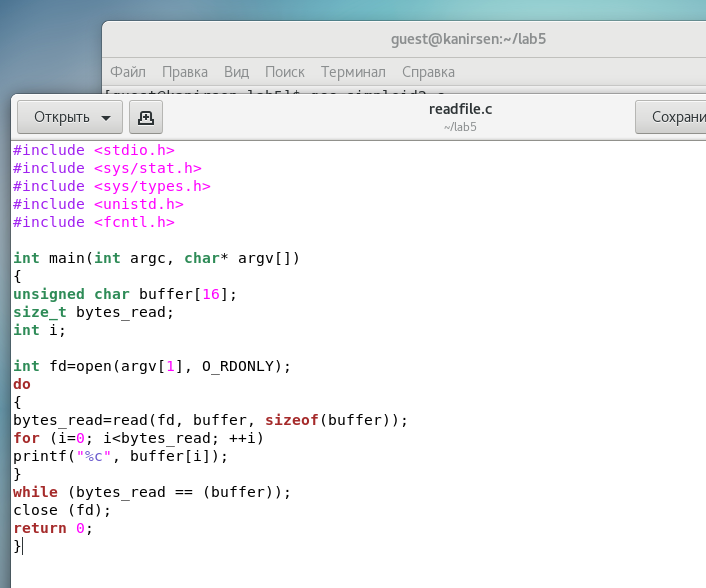 guest@kanirsen:~/lab5
Файл Правка Вид Поиск Терминал Справка
Открыть
readfile.c
~/lab5
#include <stdio.h>
#include <sys/stat.h>
#include <sys/types.h>
#include <unistd.h>
#include <fcntl.h>
int main(int argc, char* argv[])
{
unsigned char buffer[16];
size_t bytes_read;
int i;
int fd=open(argv[1], O_RDONLY);
do
{
bytes_read=read(fd, buffer, sizeof(buffer));
for (i=0; i<bytes_read; ++i)
printf("%c", buffer[i]);
}
while (bytes_read == (buffer));
close (fd);
return 0;
}